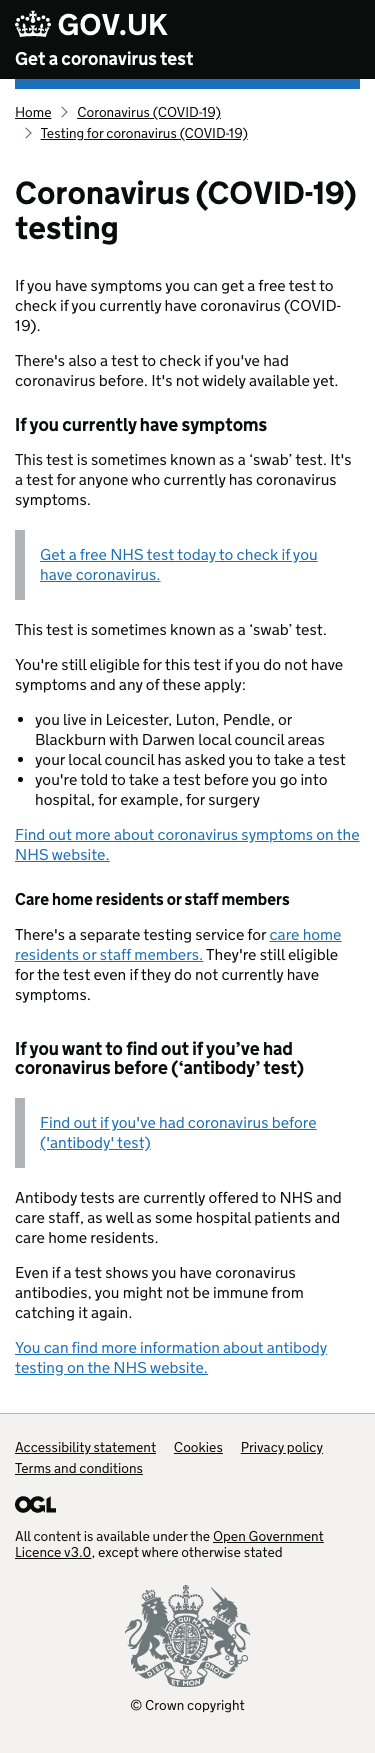 GOV.UK
Get a coronavirus test
Home > Coronavirus (COVID-19)
> Testing for coronavirus (COVID-19)
Coronavirus (COVID-19)
testing
If you have symptoms you can get a free test to
check if you currently have coronavirus (COVID-
19).
There's also a test to check if you've had
coronavirus before. It's not widely available yet.
If you currently have symptoms
This test is sometimes known as a ‘swab’ test. It's
a test for anyone who currently has coronavirus
symptoms.
Get a free NHS test today to check if you
have coronavirus.
This test is sometimes known as a ‘swab’ test.
You're still eligible for this test if you do not have
symptoms and any of these apply:
• you live in Leicester, Luton, Pendle, or
Blackburn with Darwen local council areas
• your local council has asked you to take a test
• you're told to take a test before you go into
hospital, for example, for surgery
Find out more about coronavirus symptoms on the
NHS website.
Care home residents or staff members
There's a separate testing service for care home
residents or staff members. They're still eligible
for the test even if they do not currently have
symptoms.
If you want to find out if you’ve had
coronavirus before (‘antibody’ test)
Find out if you've had coronavirus before
('antibody' test)
Antibody tests are currently offered to NHS and
care staff, as well as some hospital patients and
care home residents.
Even if a test shows you have coronavirus
antibodies, you might not be immune from
catching it again.
You can find more information about antibody
testing on the NHS website.
Accessibility statement Cookies Privacy policy
Terms and conditions
OGL
All content is available under the Open Government
Licence v3.0, except where otherwise stated
DIEU ET MON DROIT
© Crown copyright